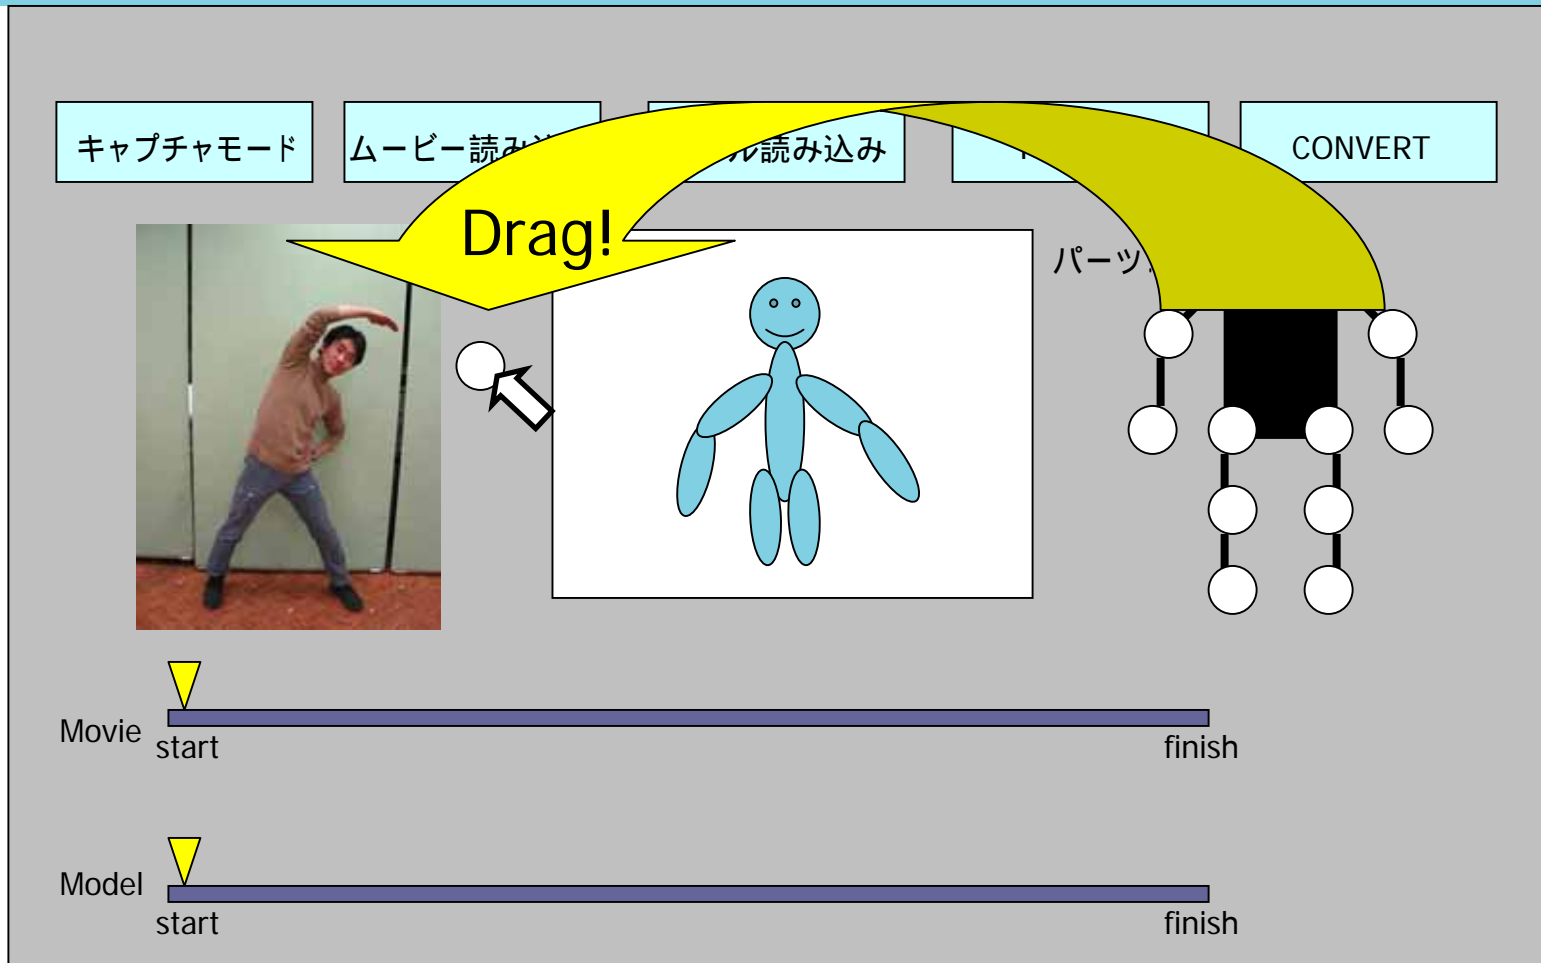 キャプチャモード
ムービー読み
ル読み込み
CONVERT
Drag!
パーツ
Movie
start
finish
Model
start
finish